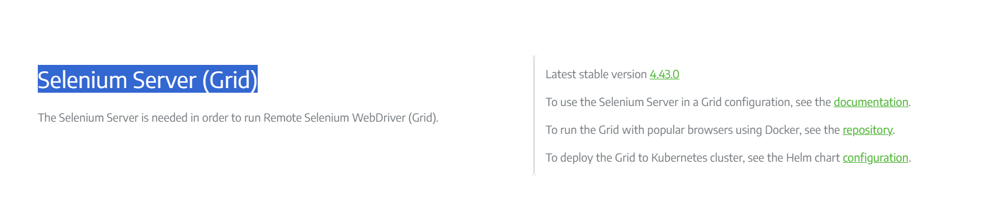 Selenium Server (Grid)
The Selenium Server is needed in order to run Remote Selenium WebDriver (Grid).
Latest stable version 4.43.0
To use the Selenium Server in a Grid configuration, see the documentation.
To run the Grid with popular browsers using Docker, see the repository.
To deploy the Grid to Kubernetes cluster, see the Helm chart configuration.